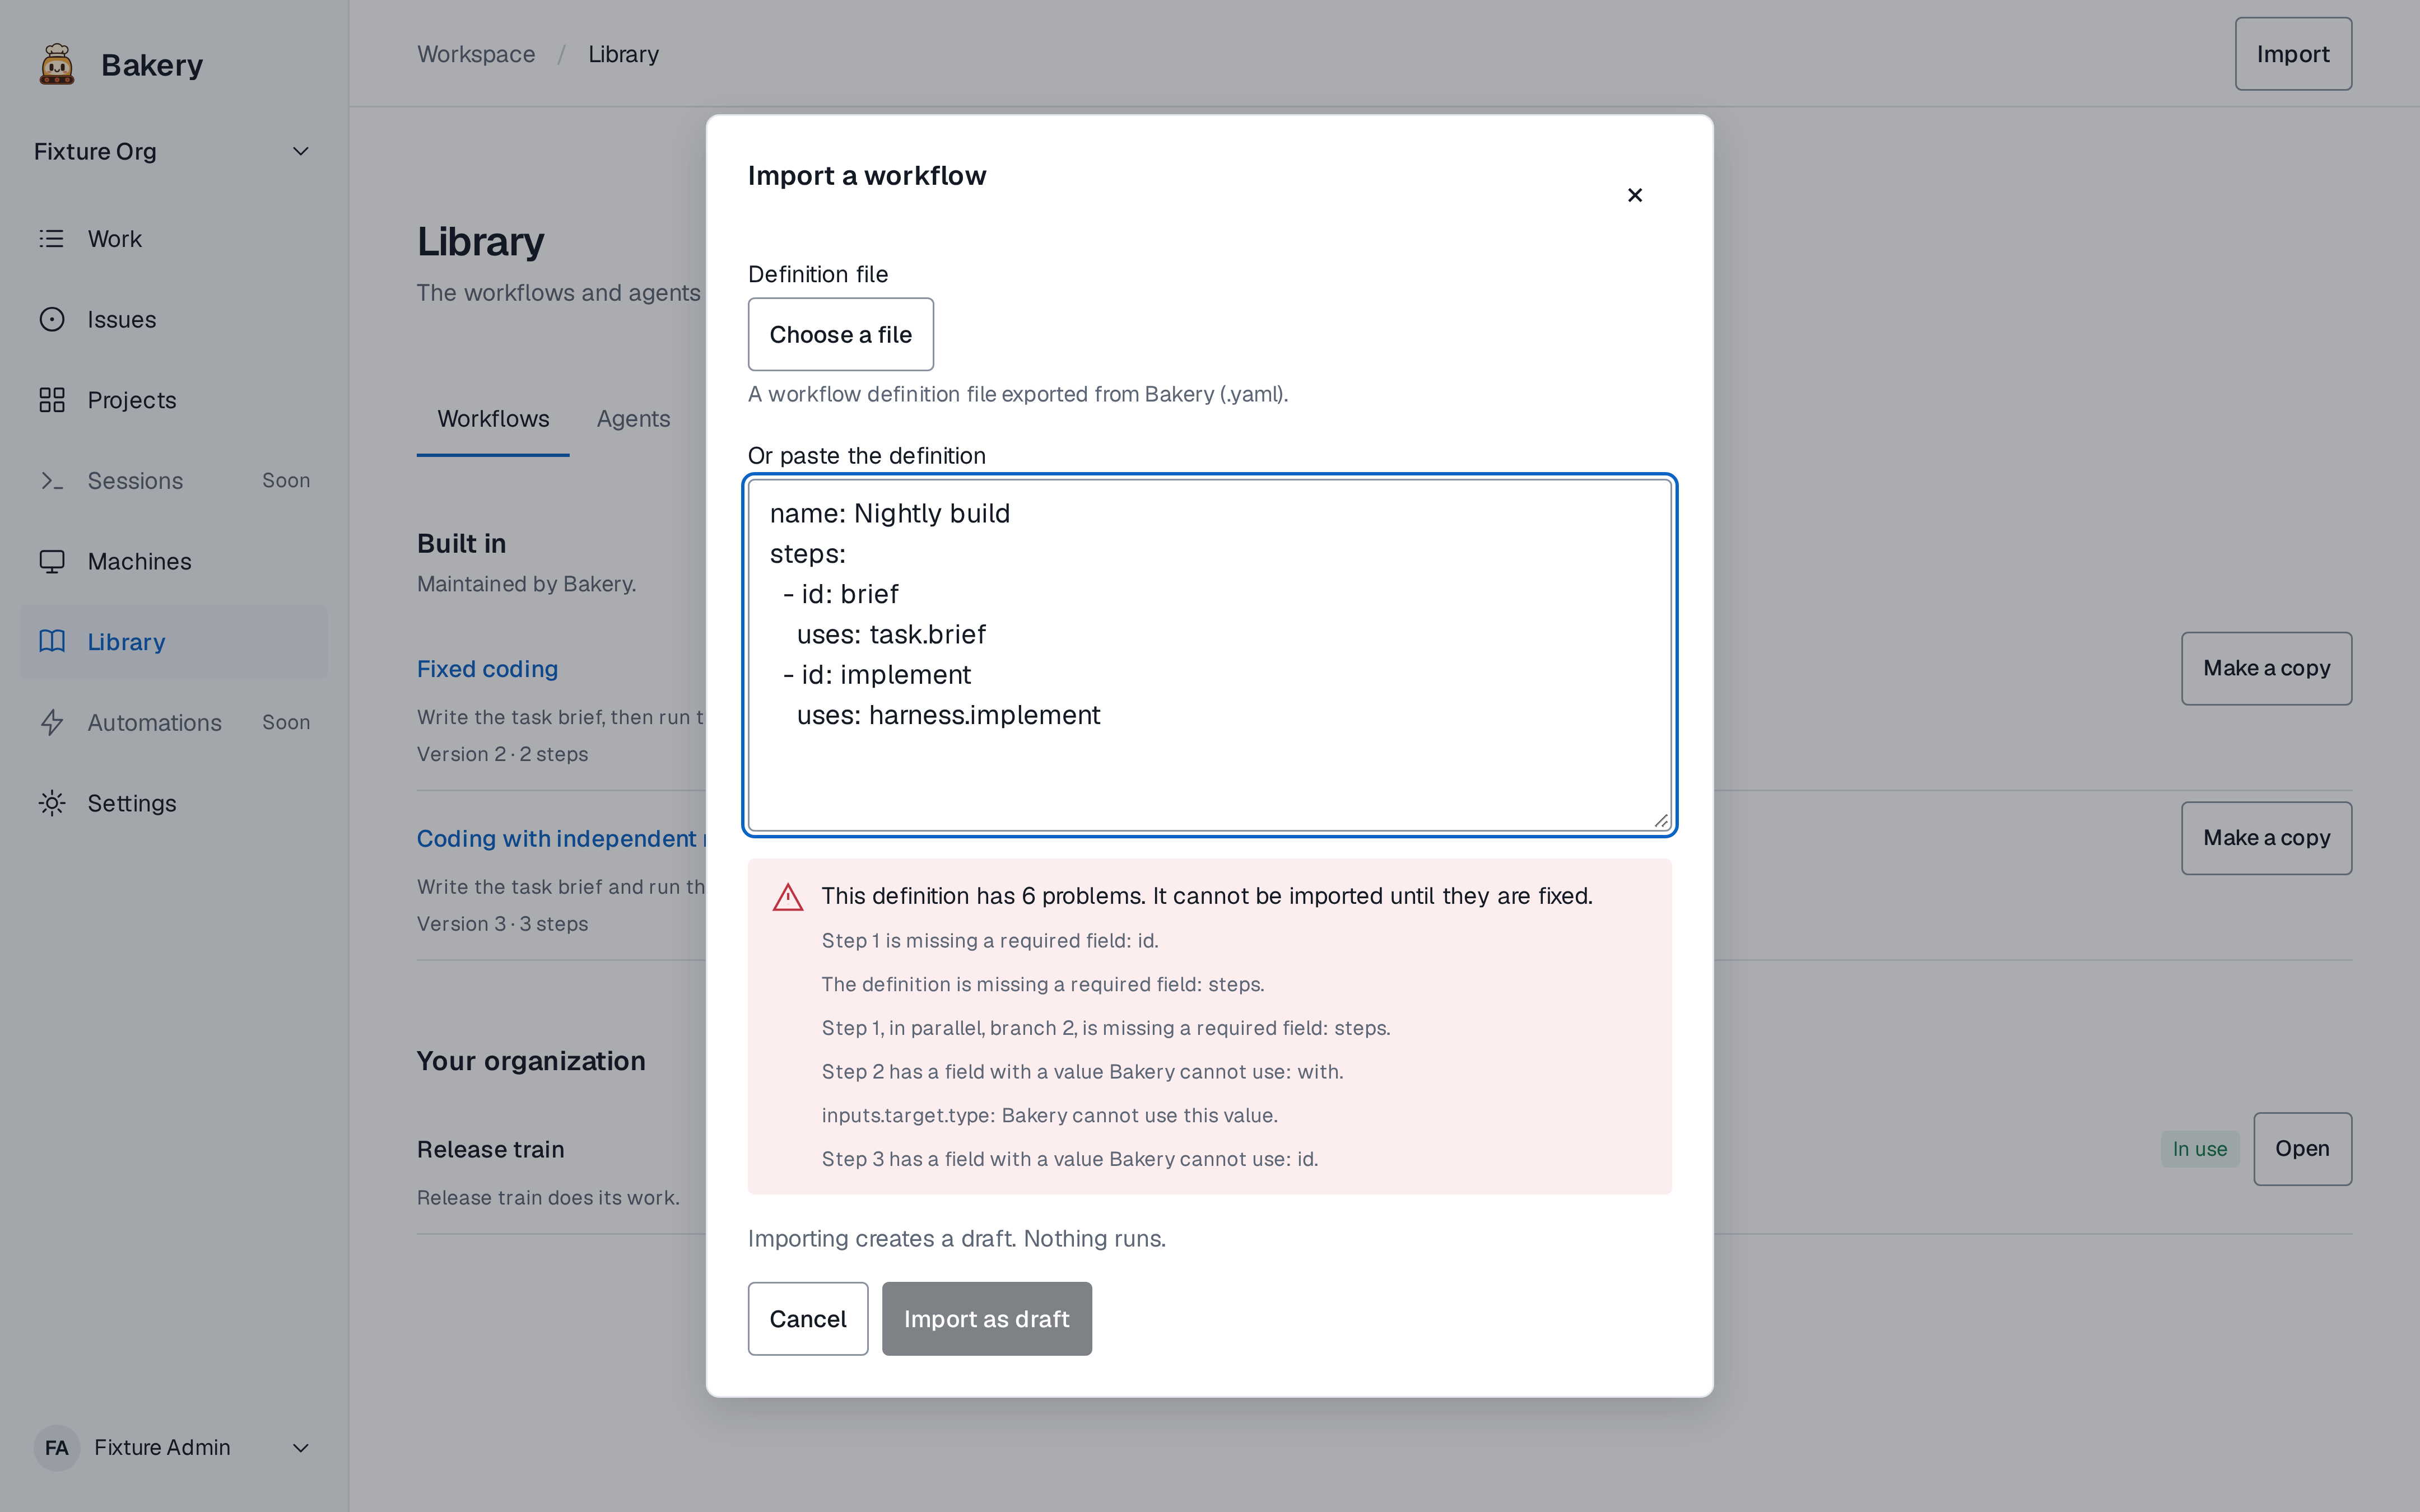 Bakery
Fixture Org
Work
Issues
Projects
Sessions Soon
Machines
Library
Automations Soon
Settings
FA Fixture Admin
Workspace / Library
Import
Library
The workflows and agents
Workflows Agents
Built in
Maintained by Bakery.
Fixed coding
Write the task brief, then run
Version 2 · 2 steps
Make a copy
Coding with independent
Write the task brief and run
Version 3 · 3 steps
Make a copy
Your organization
Release train
Release train does its work.
In use
Open
Import a workflow
Definition file
Choose a file
A workflow definition file exported from Bakery (.yaml).
Or paste the definition
name: Nightly build
steps:
- id: brief
uses: task.brief
- id: implement
uses: harness.implement
This definition has 6 problems. It cannot be imported until they are fixed.
Step 1 is missing a required field: id.
The definition is missing a required field: steps.
Step 1, in parallel, branch 2, is missing a required field: steps.
Step 2 has a field with a value Bakery cannot use: with.
inputs.target.type: Bakery cannot use this value.
Step 3 has a field with a value Bakery cannot use: id.
Importing creates a draft. Nothing runs.
Cancel
Import as draft